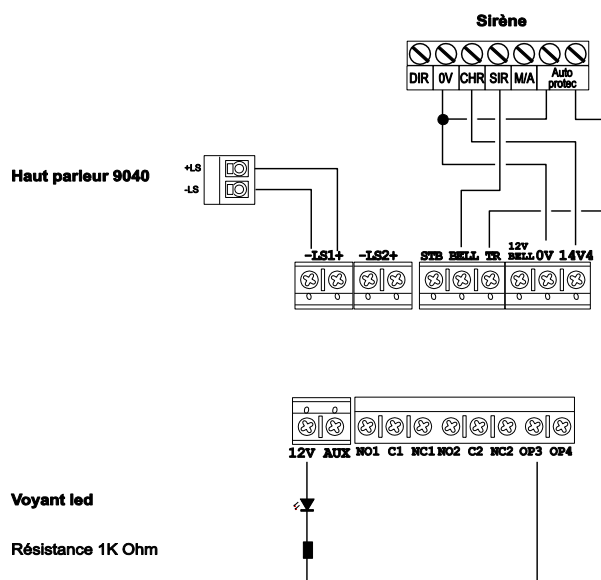 Sirène
DIR 0V CHR SIR M/A Auto
protec
Haut parleur 9040
+LS
-LS
-LS1+ -LS2+ STB BELL TR 12V
BELL 0V 14V4
12V AUX NO1 C1 NC1 NO2 C2 NC2 OP3 OP4
Voyant led
Résistance 1K Ohm